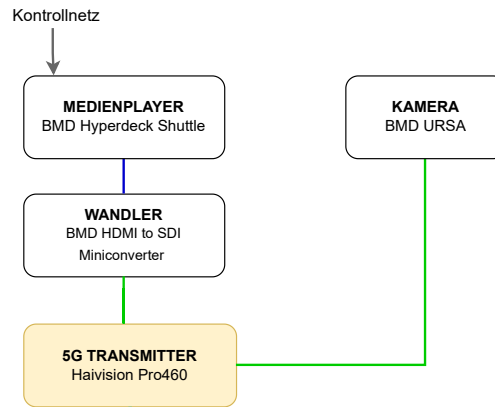 Kontrollnetz
MEDIENPLAYER
BMD Hyperdeck Shuttle
KAMERA
BMD URSA
WANDLER
BMD HDMI to SDI
Miniconverter
5G TRANSMITTER
Haivision Pro460